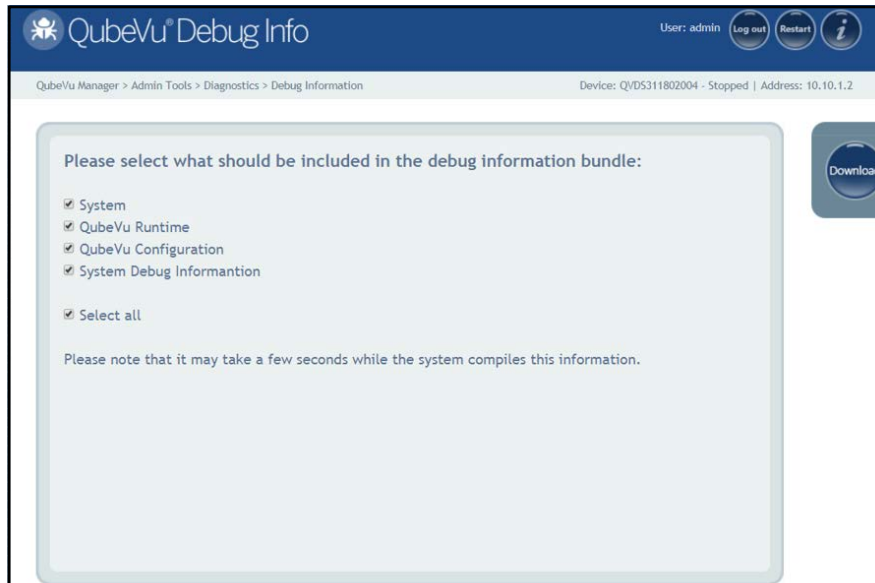 QubeVu® Debug Info
User: admin
Log out
Restart
i
QubeVu Manager > Admin Tools > Diagnostics > Debug Information
Device: QVDS311802004 - Stopped | Address: 10.10.1.2
Please select what should be included in the debug information bundle:
System
QubeVu Runtime
QubeVu Configuration
System Debug Informantion
Select all
Please note that it may take a few seconds while the system compiles this information.
Downloa